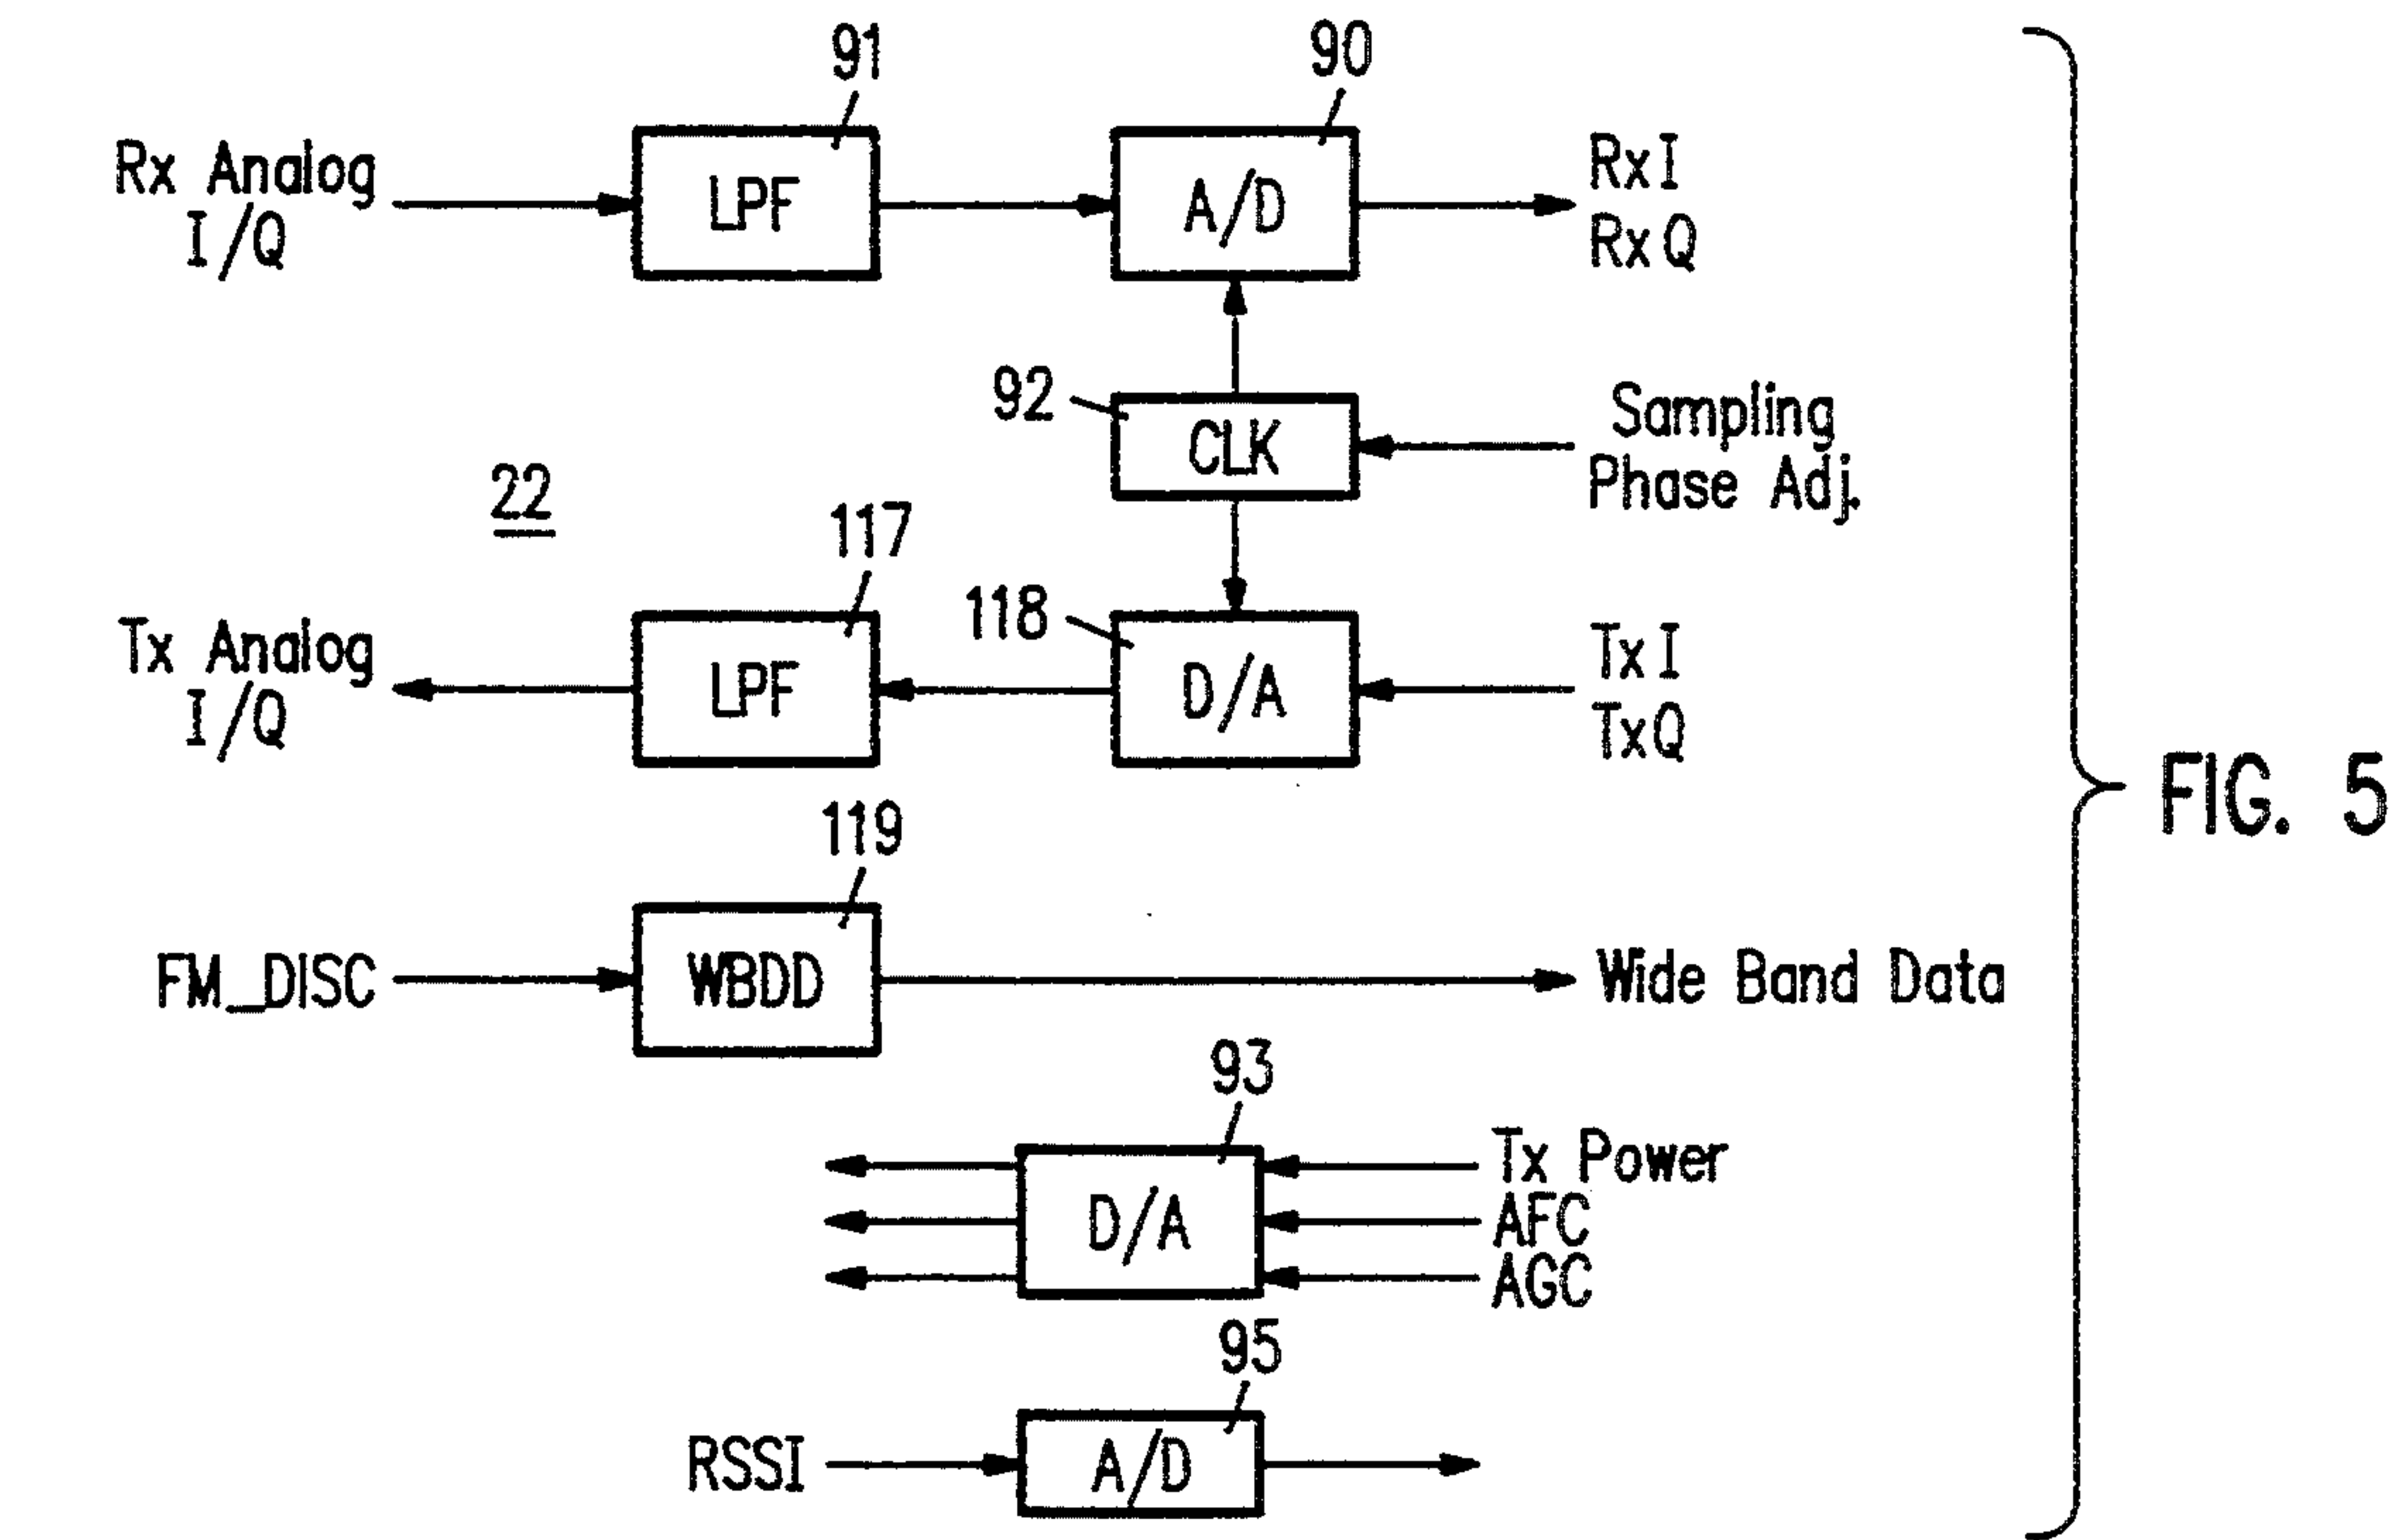 91
90
Rx Analog
I/Q
LPF
A/D
RxI
RxQ
92
CLK
Sampling
Phase Adj.
22
117
118
Tx Analog
I/Q
LPF
D/A
TxI
TxQ
119
FM_DISC
WBDD
Wide Band Data
93
D/A
Tx Power
AFC
AGC
95
RSSI
A/D
FIG. 5